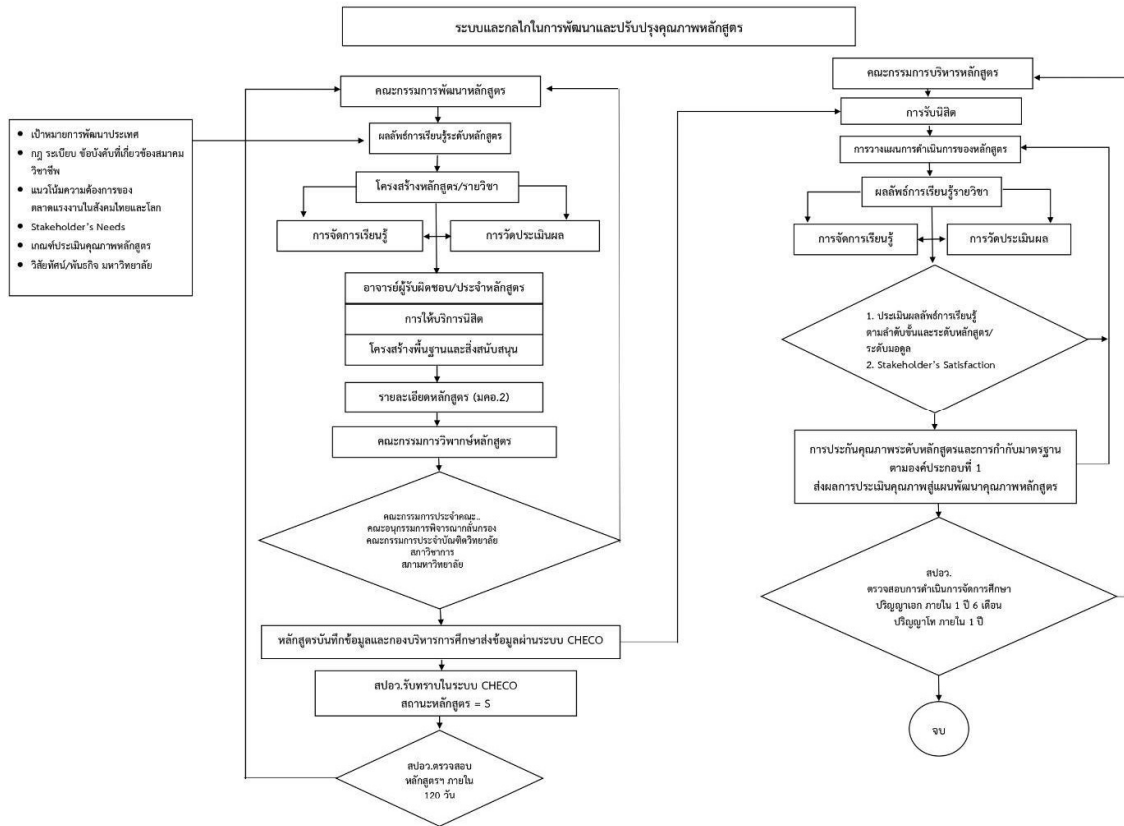 ระบบและกลไกในการพัฒนาและปรับปรุงคุณภาพหลักสูตร
คณะกรรมการพัฒนาหลักสูตร
เป้าหมายการพัฒนาประเทศ
กฎ ระเบียบ ข้อบังคับที่เกี่ยวข้องสมาคม
วิชาชีพ
แนวโน้มความต้องการของ
ตลาดแรงงานในสังคมไทยและโลก
Stakeholder's Needs
เกณฑ์ประเมินคุณภาพหลักสูตร
วิสัยทัศน์/พันธกิจ มหาวิทยาลัย
ผลลัพธ์การเรียนรู้ระดับหลักสูตร
โครงสร้างหลักสูตร/รายวิชา
การจัดการเรียนรู้
การวัดประเมินผล
อาจารย์ผู้รับผิดชอบ/ประจำหลักสูตร
การให้บริการนิสิต
โครงสร้างพื้นฐานและสิ่งสนับสนุน
รายละเอียดหลักสูตร (มคอ.2)
คณะกรรมการวิพากษ์หลักสูตร
คณะกรรมการประจำคณะ..
คณะอนุกรรมการพิจารณากลั่นกรอง
คณะกรรมการประจำบัณฑิตวิทยาลัย
สภาวิชาการ
สภามหาวิทยาลัย
หลักสูตรบันทึกข้อมูลและกองบริหารการศึกษาส่งข้อมูลผ่านระบบ CHECO
สปอว.รับทราบในระบบ CHECO
สถานะหลักสูตร = S
สปอว.ตรวจสอบ
หลักสูตรฯ ภายใน
120 วัน
คณะกรรมการบริหารหลักสูตร
การรับนิสิต
การวางแผนการดำเนินการของหลักสูตร
ผลลัพธ์การเรียนรู้รายวิชา
การจัดการเรียนรู้
การวัดประเมินผล
1. ประเมินผลลัพธ์การเรียนรู้
ตามลำดับขั้นและระดับหลักสูตร/
ระดับมอดูล
2. Stakeholder's Satisfaction
การประกันคุณภาพระดับหลักสูตรและการกำกับมาตรฐาน
ตามองค์ประกอบที่ 1
ส่งผลการประเมินคุณภาพสู่แผนพัฒนาคุณภาพหลักสูตร
สปอว.
ตรวจสอบการดำเนินการจัดการศึกษา
ปริญญาเอก ภายใน 1 ปี 6 เดือน
ปริญญาโท ภายใน 1 ปี
จบ